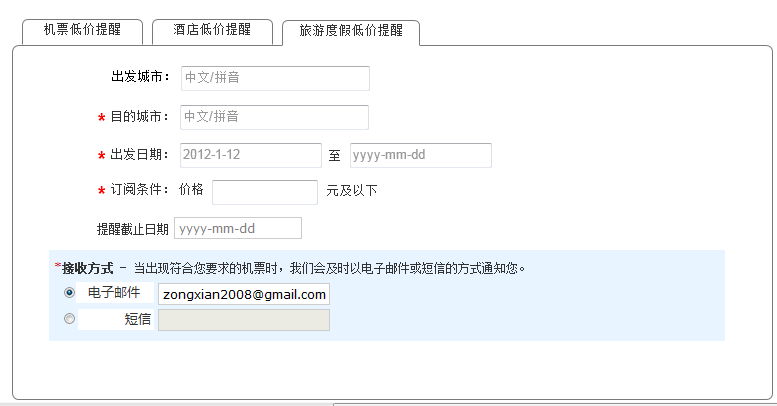 机票低价提醒 酒店低价提醒 旅游度假低价提醒
出发城市： 中文/拼音
* 目的城市： 中文/拼音
* 出发日期： 2012-1-12 至 yyyy-mm-dd
* 订阅条件： 价格 元及以下
提醒截止日期 yyyy-mm-dd
*接收方式 - 当出现符合您要求的机票时，我们会及时以电子邮件或短信的方式通知您。
电子邮件 zongxian2008@gmail.com
短信